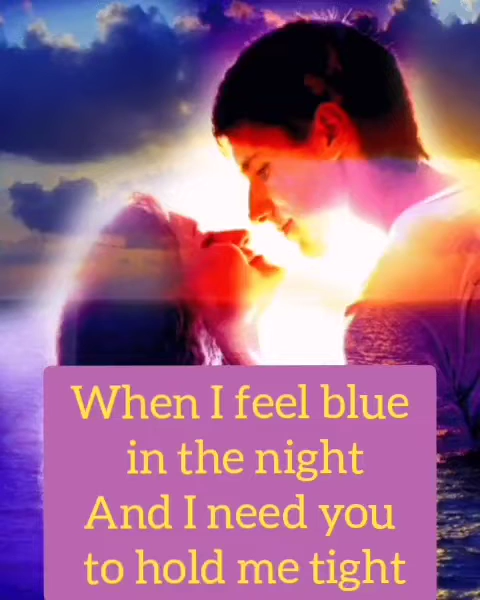 When I feel blue
in the night
And I need you
to hold me tight